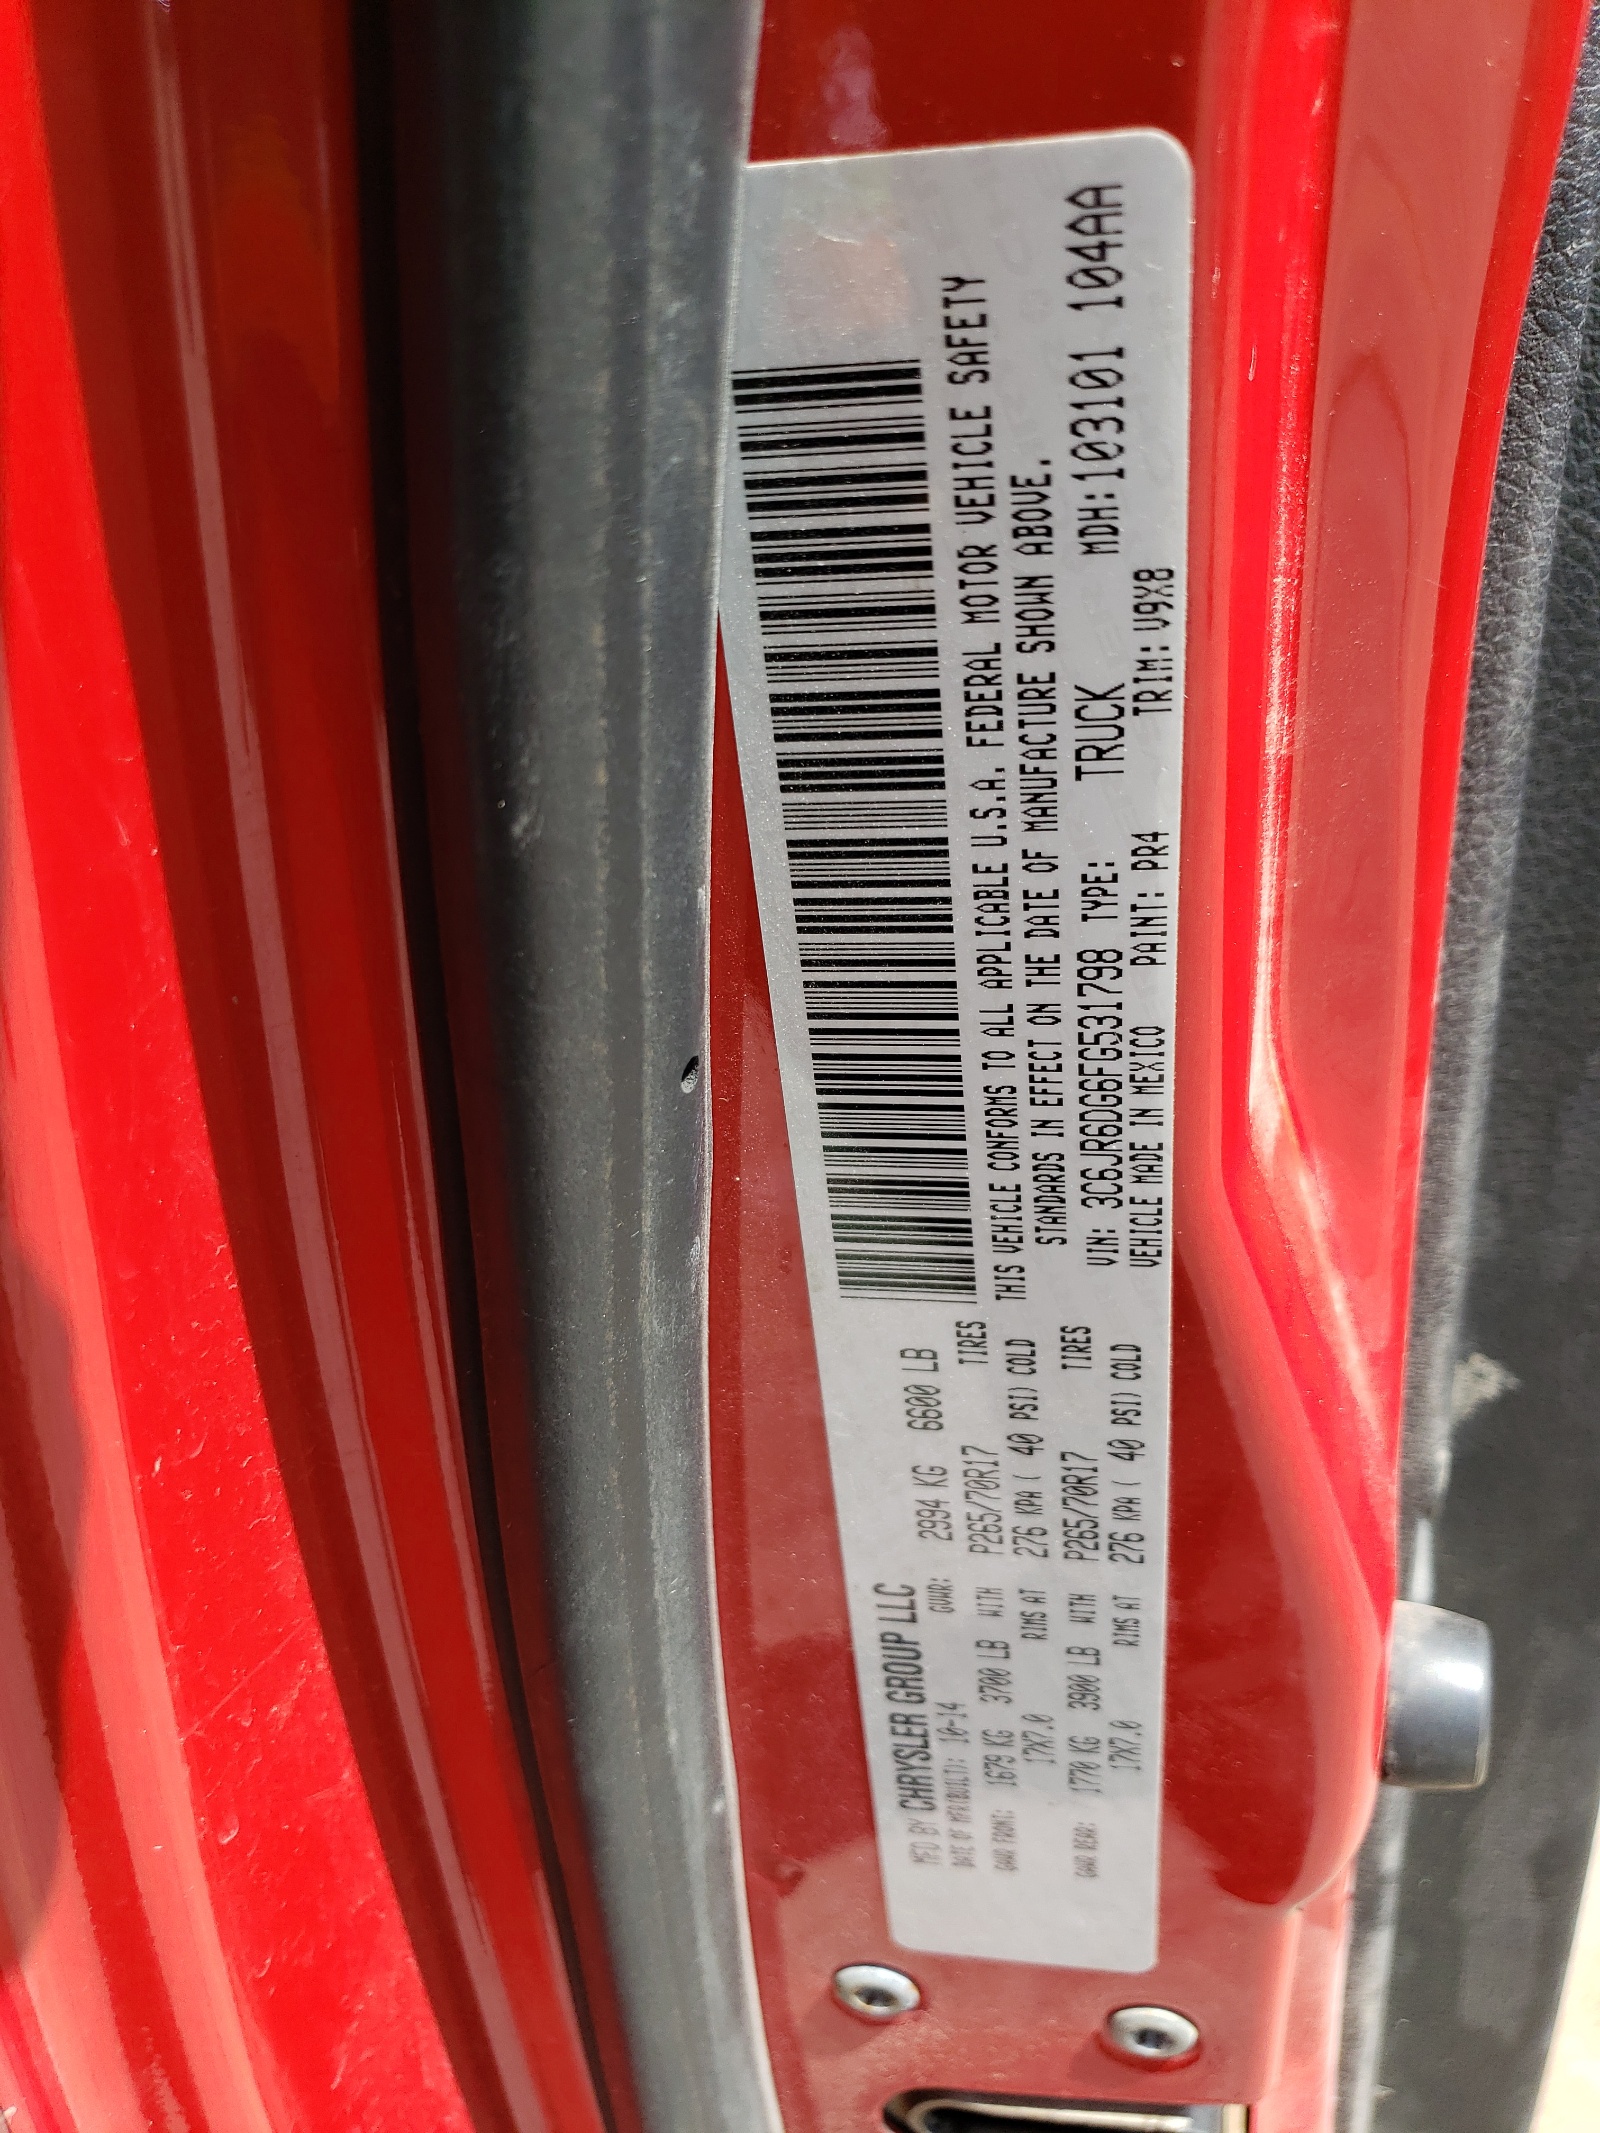 MFD BY CHRYSLER GROUP LLC
DATE OF MFR(BUILT): 10-14 GVWR: 2994 KG 6600 LB
GAWR FRONT: 1679 KG 3700 LB WITH P265/70R17 TIRES
17X7.0 RIMS AT 276 KPA ( 40 PSI) COLD
GAWR REAR: 1770 KG 3900 LB WITH P265/70R17 TIRES
17X7.0 RIMS AT 276 KPA ( 40 PSI) COLD
THIS VEHICLE CONFORMS TO ALL APPLICABLE U.S.A. FEDERAL MOTOR VEHICLE SAFETY
STANDARDS IN EFFECT ON THE DATE OF MANUFACTURE SHOWN ABOVE.
VIN: 3C6JR6DG6FG531798 TYPE: TRUCK MDH:103101 104AA
VEHICLE MADE IN MEXICO PAINT: PR4 TRIM: V9X8